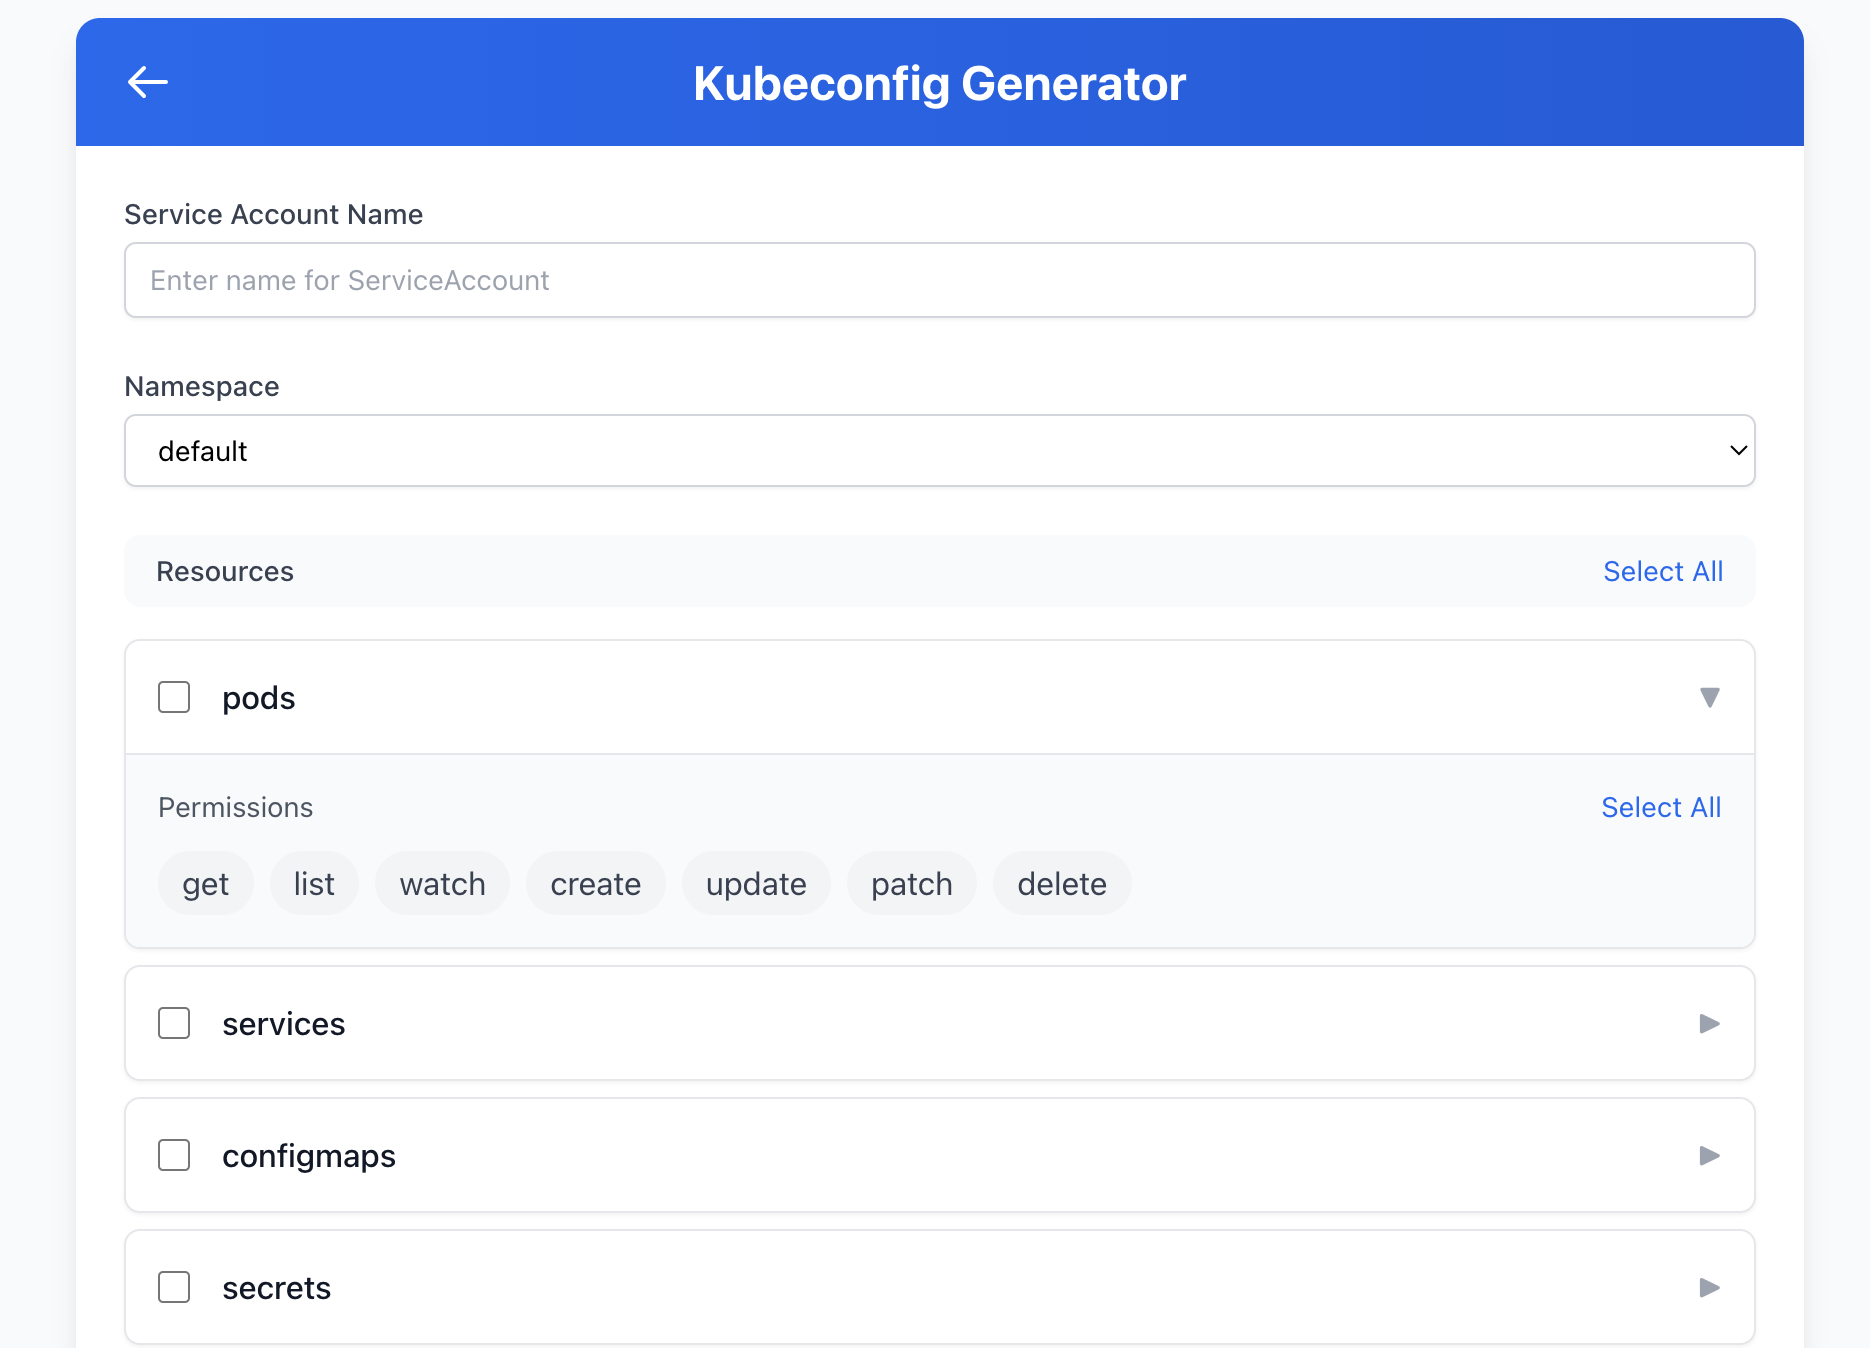 Kubeconfig Generator
Service Account Name
Enter name for ServiceAccount
Namespace
default
Resources Select All
pods
Permissions Select All
get list watch create update patch delete
services
configmaps
secrets